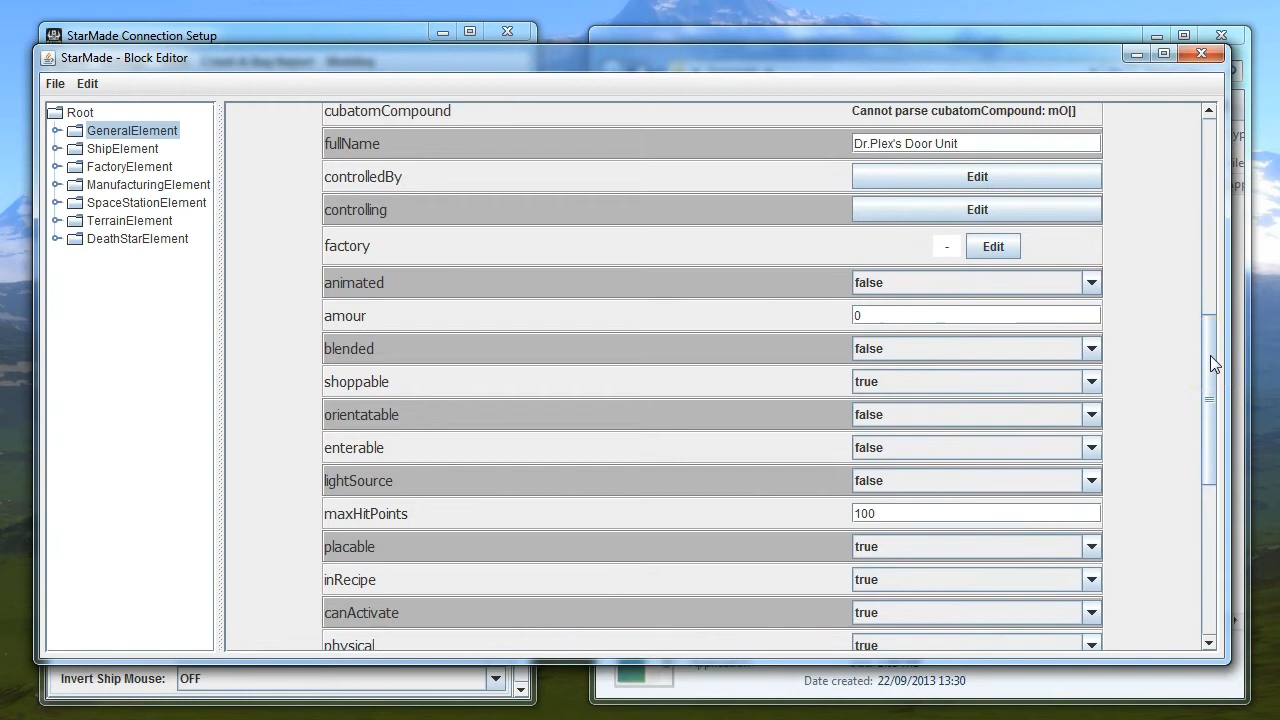 StarMade Connection Setup
StarMade - Block Editor
File Edit
Root
GeneralElement
ShipElement
FactoryElement
ManufacturingElement
SpaceStationElement
TerrainElement
DeathStarElement
cubatomCompound Cannot parse cubatomCompound: mO[]
fullName Dr.Plex's Door Unit
controlledBy Edit
controlling Edit
factory - Edit
animated false
amour 0
blended false
shoppable true
orientatable false
enterable false
lightSource false
maxHitPoints 100
placable true
inRecipe true
canActivate true
physical true
Invert Ship Mouse: OFF
Date created: 22/09/2013 13:30